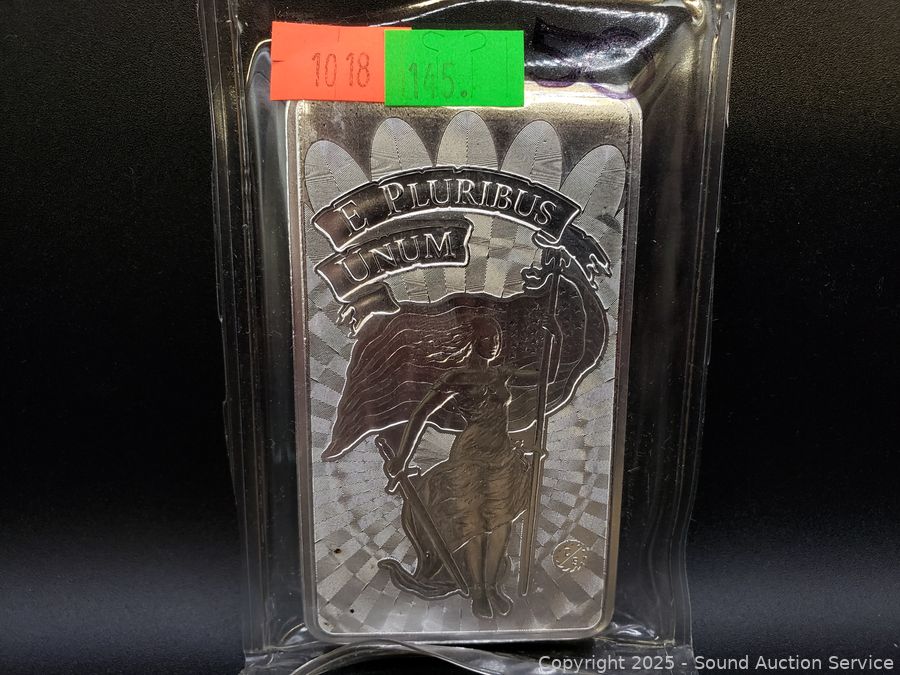 1018
145.
E PLURIBUS
UNUM
Copyright 2025 - Sound Auction Service